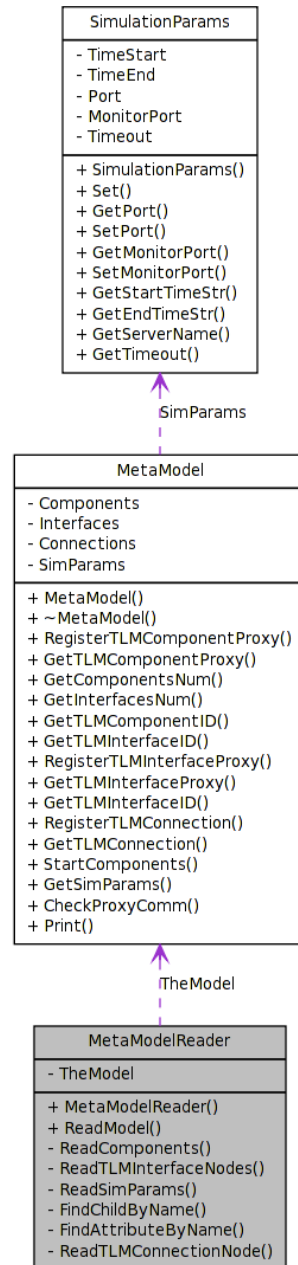 SimulationParams
- TimeStart
- TimeEnd
- Port
- MonitorPort
- Timeout
+ SimulationParams()
+ Set()
+ GetPort()
+ SetPort()
+ GetMonitorPort()
+ SetMonitorPort()
+ GetStartTimeStr()
+ GetEndTimeStr()
+ GetServerName()
+ GetTimeout()
SimParams
MetaModel
- Components
- Interfaces
- Connections
- SimParams
+ MetaModel()
+ ~MetaModel()
+ RegisterTLMComponentProxy()
+ GetTLMComponentProxy()
+ GetComponentsNum()
+ GetInterfacesNum()
+ GetTLMComponentID()
+ GetTLMInterfaceID()
+ RegisterTLMInterfaceProxy()
+ GetTLMInterfaceProxy()
+ GetTLMInterfaceID()
+ RegisterTLMConnection()
+ GetTLMConnection()
+ StartComponents()
+ GetSimParams()
+ CheckProxyComm()
+ Print()
TheModel
MetaModelReader
- TheModel
+ MetaModelReader()
+ ReadModel()
- ReadComponents()
- ReadTLMInterfaceNodes()
- ReadSimParams()
- FindChildByName()
- FindAttributeByName()
- ReadTLMConnectionNode()